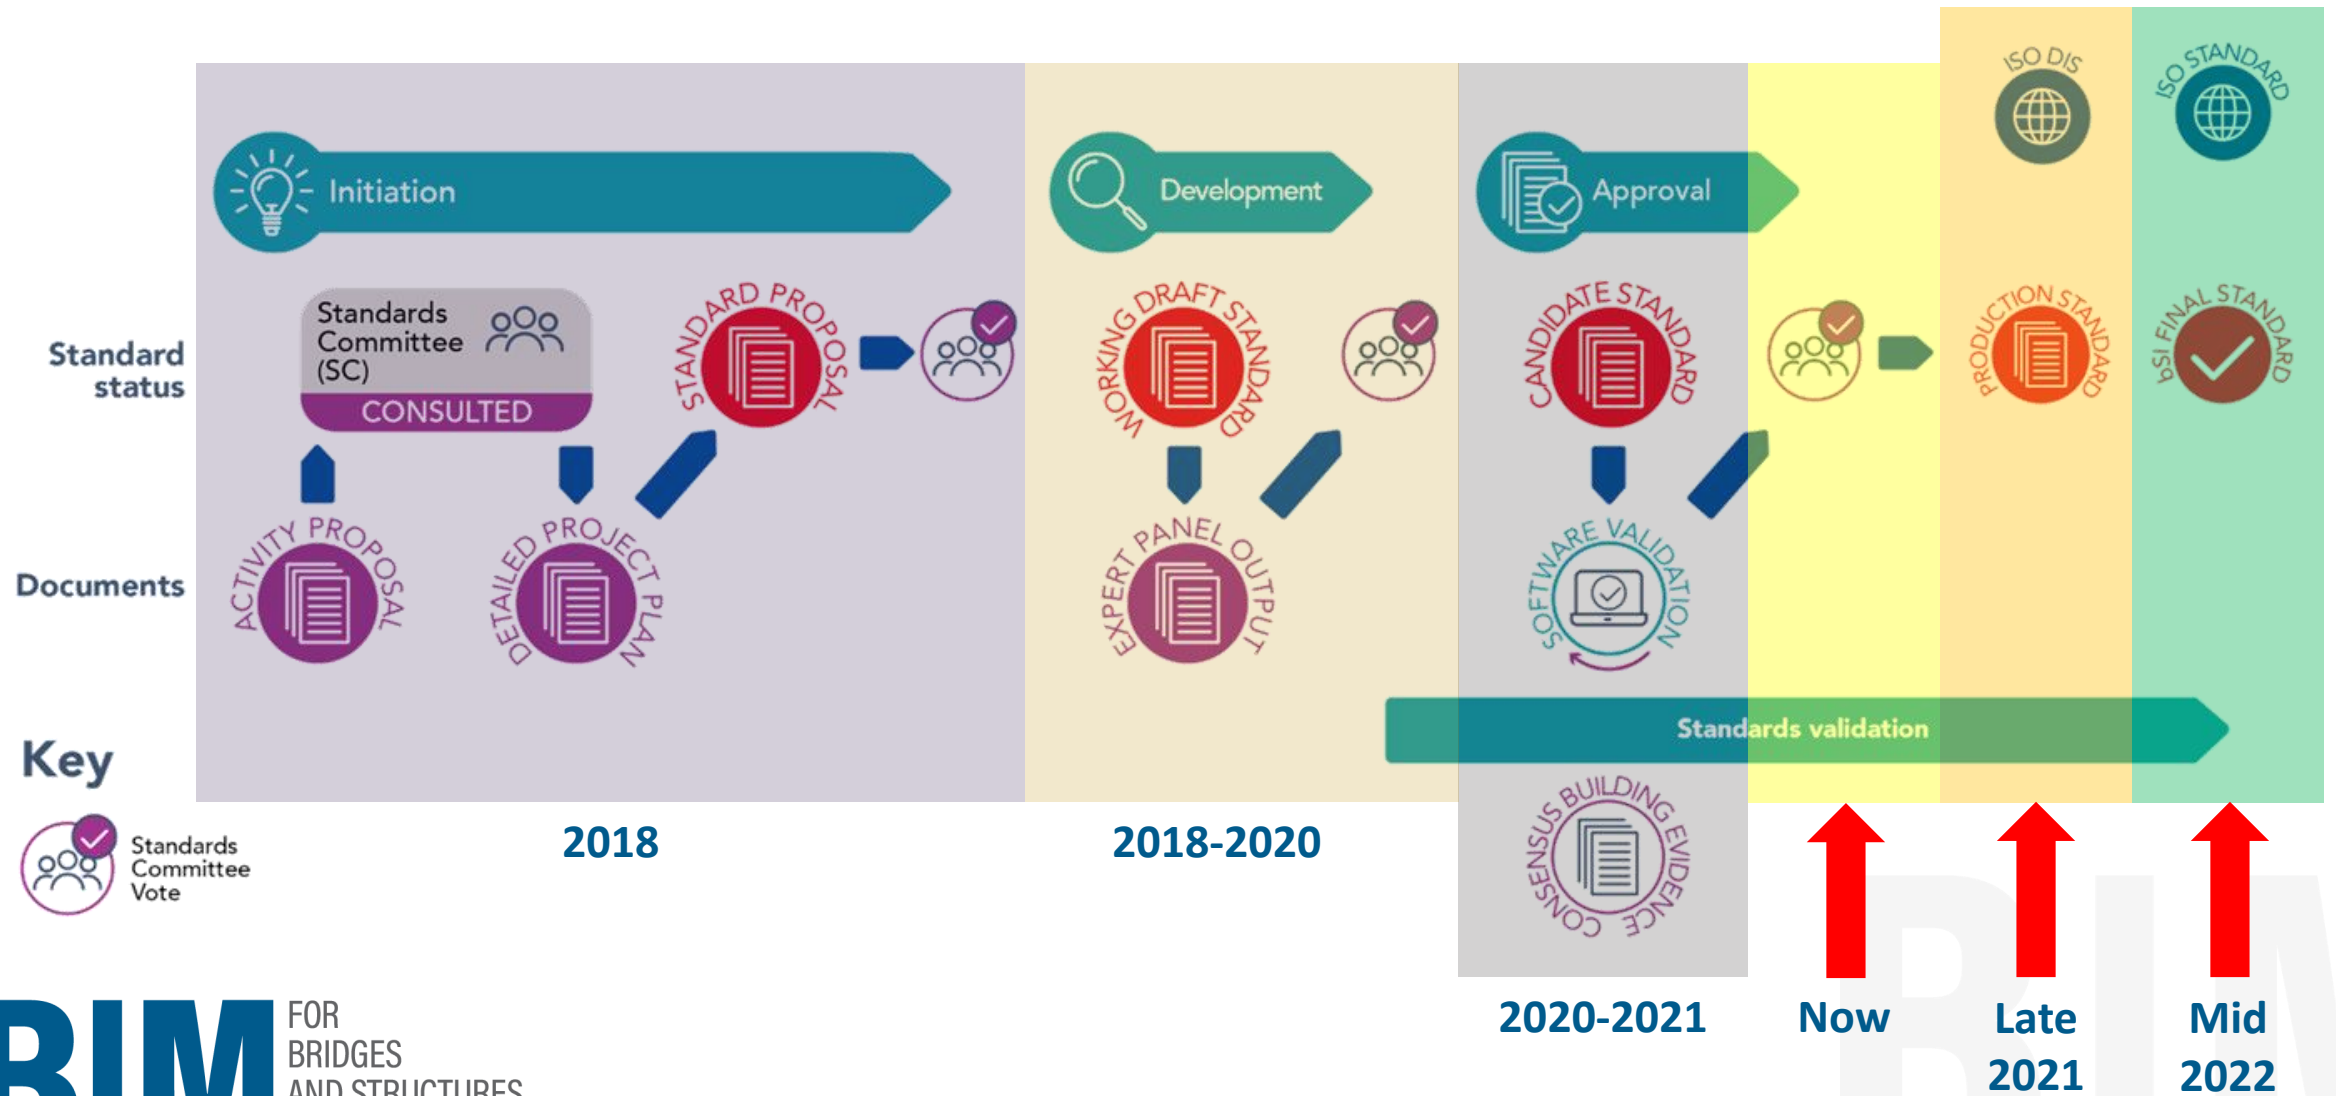 ISO DIS
ISO STANDARD
Initiation
Development
Approval
Standard
status
Standards
Committee
(SC)
CONSULTED
STANDARD PROPOSAL
WORKING DRAFT STANDARD
CANDIDATE STANDARD
PRODUCTION STANDARD
bSI FINAL STANDARD
Documents
ACTIVITY PROPOSAL
DETAILED PROJECT PLAN
EXPERT PANEL OUTPUT
SOFTWARE VALIDATION
Standards validation
CONSENSUS BUILDING EVIDENCE
Key
Standards
Committee
Vote
2018
2018-2020
2020-2021
Now
Late
2021
Mid
2022
BIM
FOR
BRIDGES
AND STRUCTURES
BIM